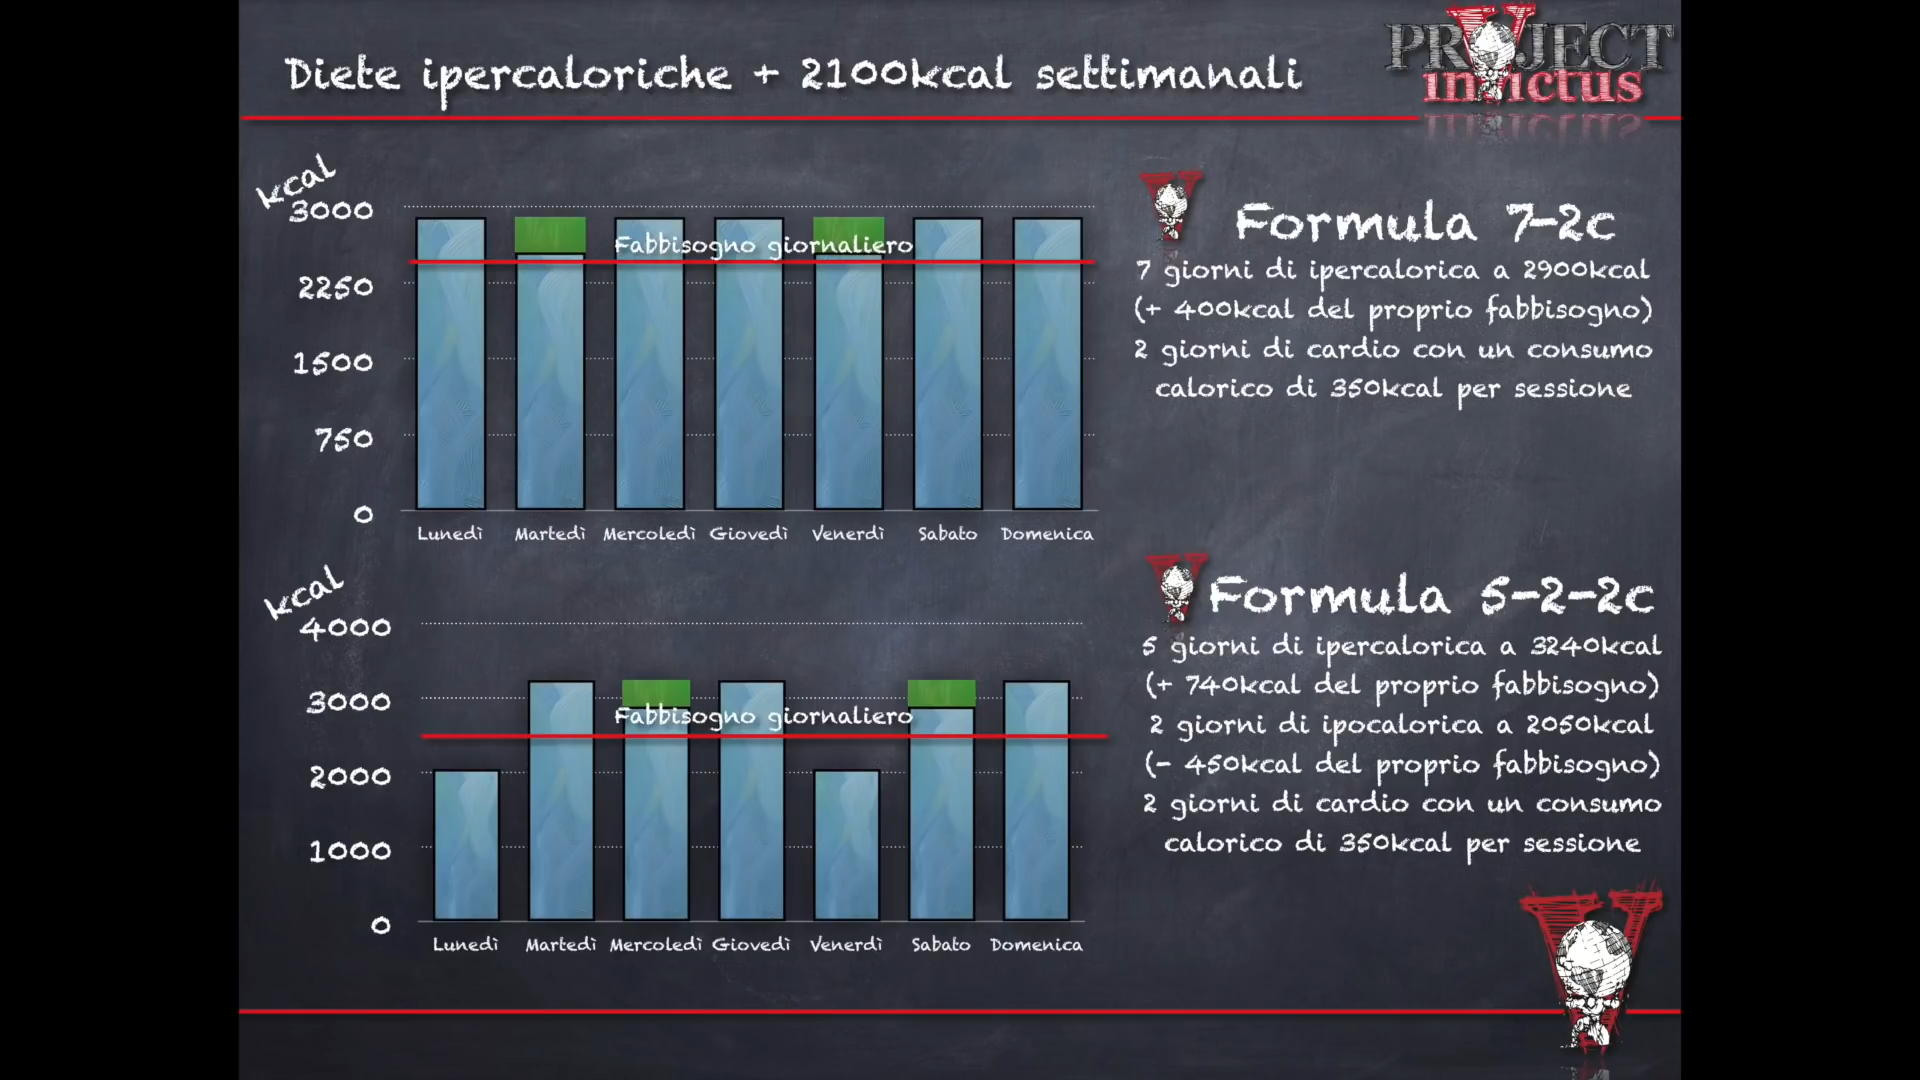 Diete ipercaloriche + 2100kcal settimanali
PROJECT
invictus
kcal
3000
2250
1500
750
0
Fabbisogno giornaliero
Lunedì Martedì Mercoledì Giovedì Venerdì Sabato Domenica
Formula 7-2c
7 giorni di ipercalorica a 2900kcal
(+ 400kcal del proprio fabbisogno)
2 giorni di cardio con un consumo
calorico di 350kcal per sessione
kcal
4000
3000
2000
1000
0
Fabbisogno giornaliero
Lunedì Martedì Mercoledì Giovedì Venerdì Sabato Domenica
Formula 5-2-2c
5 giorni di ipercalorica a 3240kcal
(+ 740kcal del proprio fabbisogno)
2 giorni di ipocalorica a 2050kcal
(- 450kcal del proprio fabbisogno)
2 giorni di cardio con un consumo
calorico di 350kcal per sessione